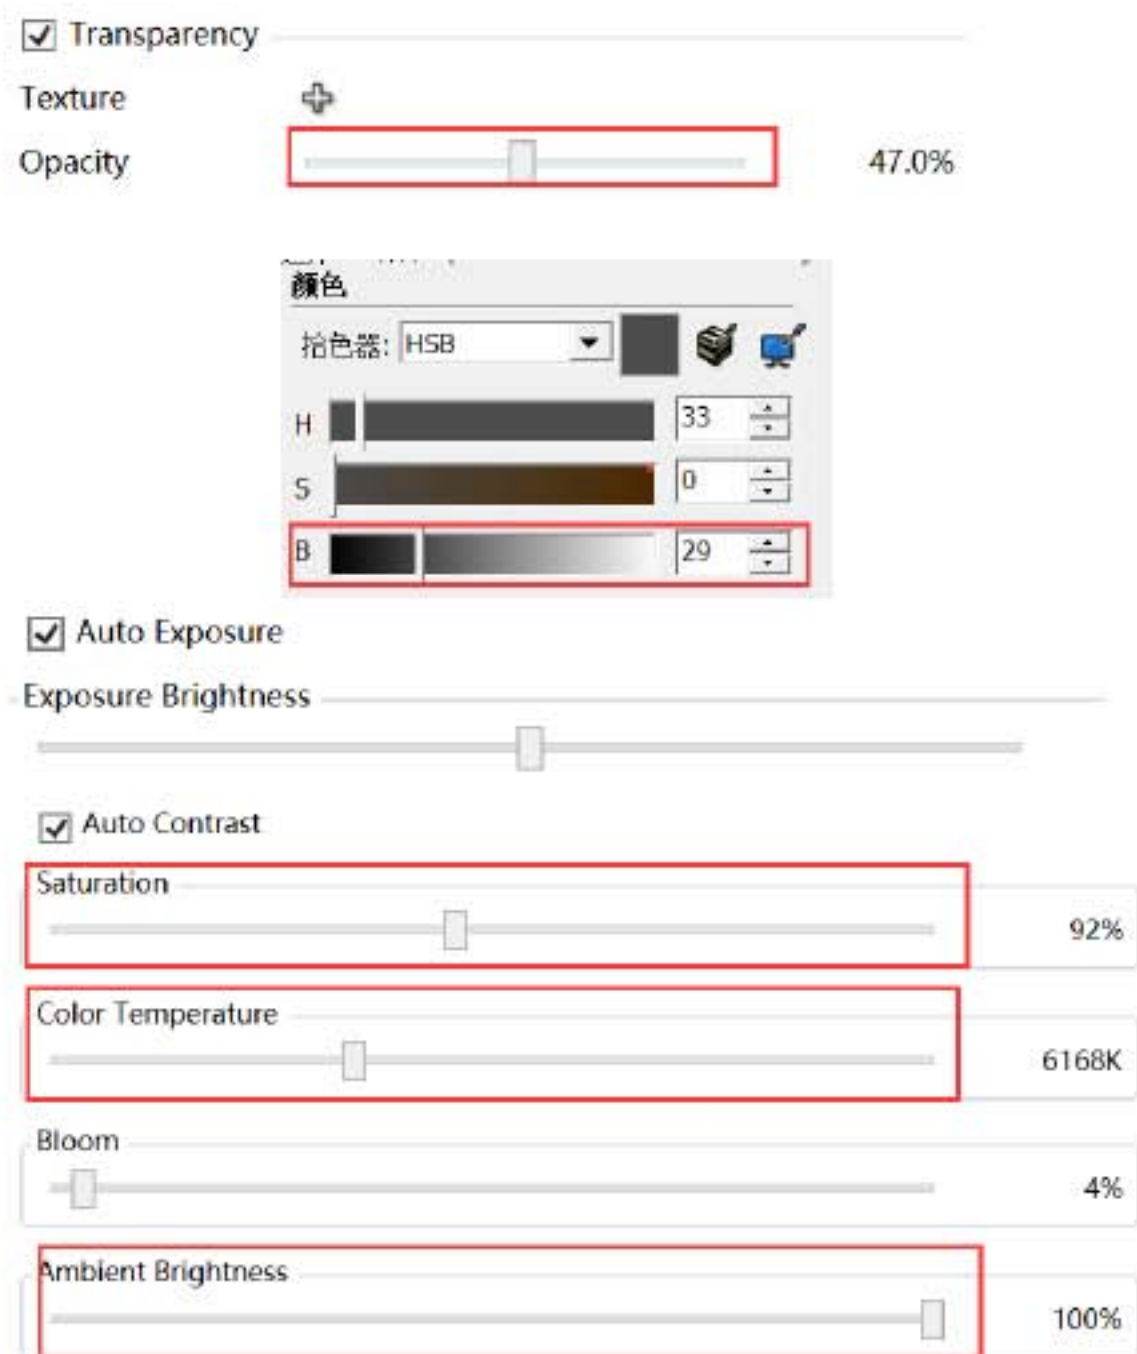 Transparency
Texture
Opacity 47.0%
颜色
拾色器: HSB
H 33
S 0
B 29
Auto Exposure
Exposure Brightness
Auto Contrast
Saturation
92%
Color Temperature
6168K
Bloom
4%
Ambient Brightness
100%